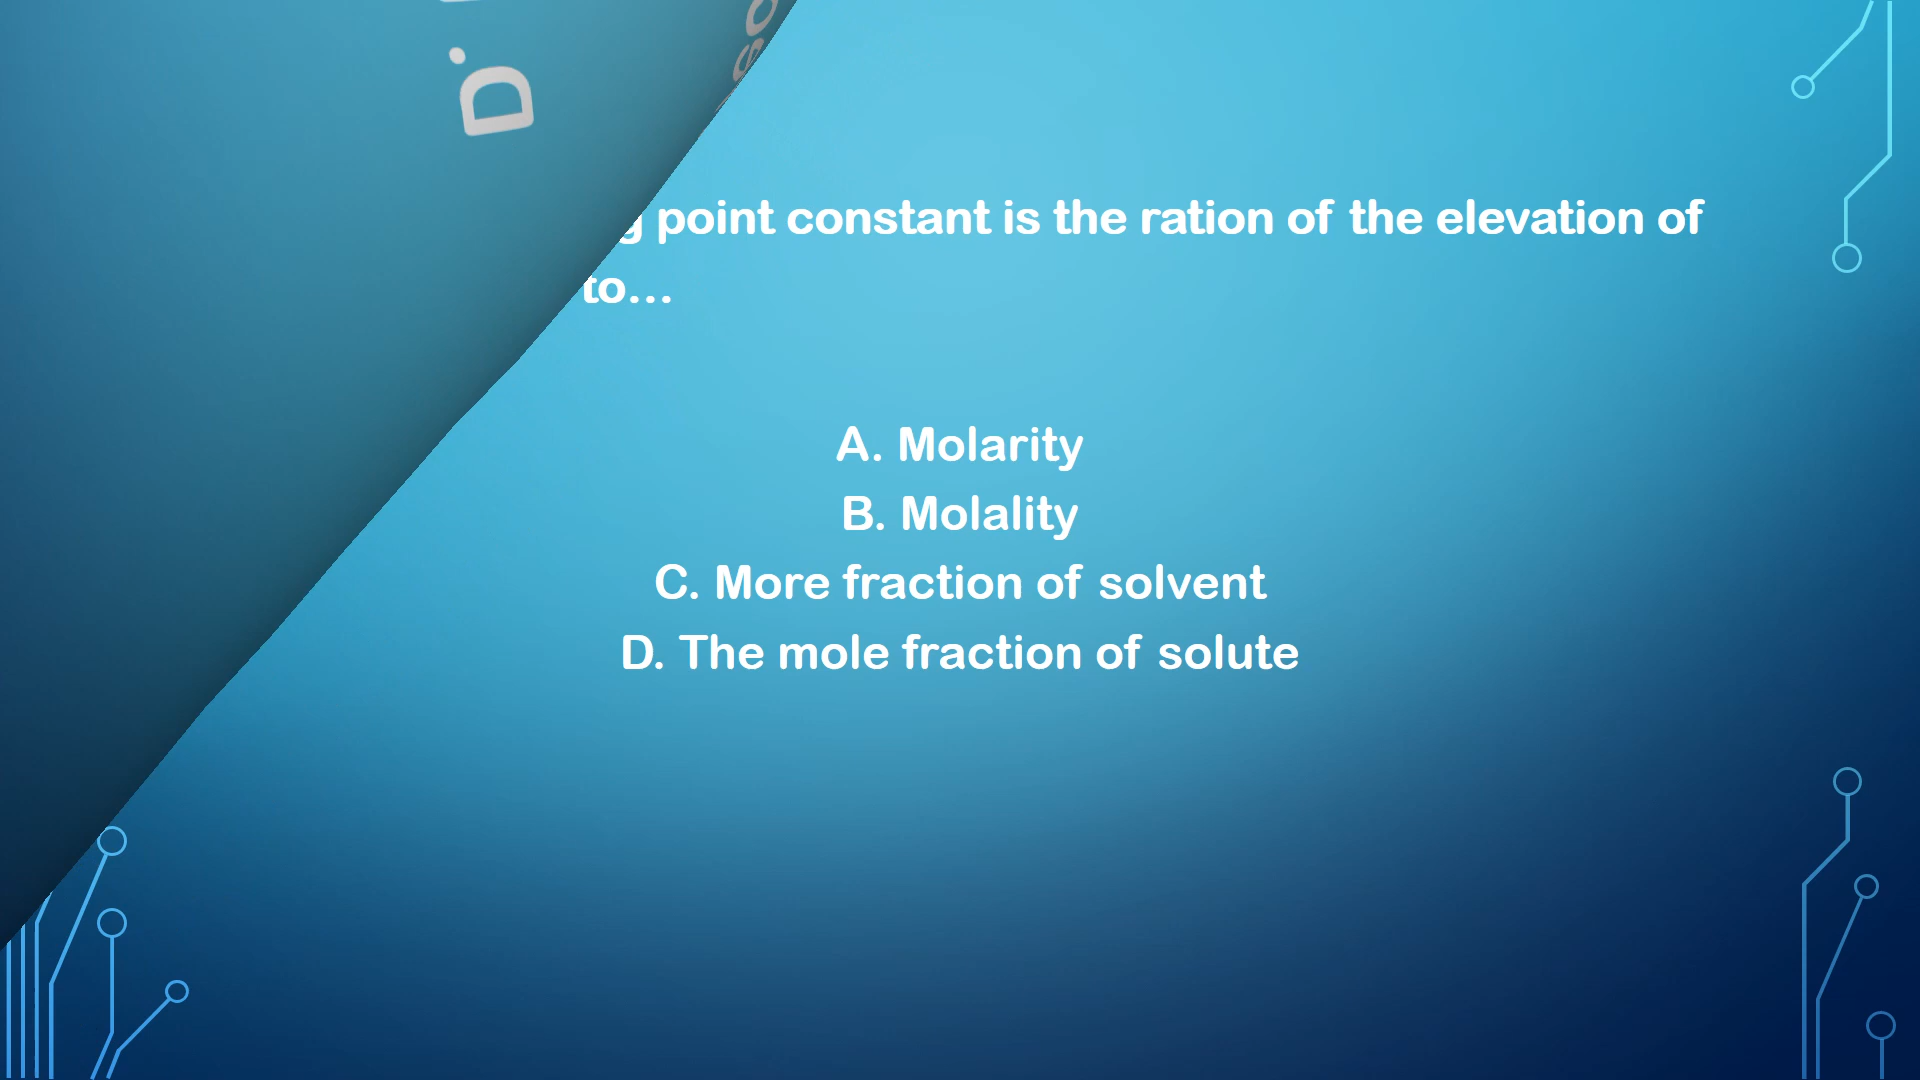 point constant is the ration of the elevation of
to...
A. Molarity
B. Molality
C. More fraction of solvent
D. The mole fraction of solute